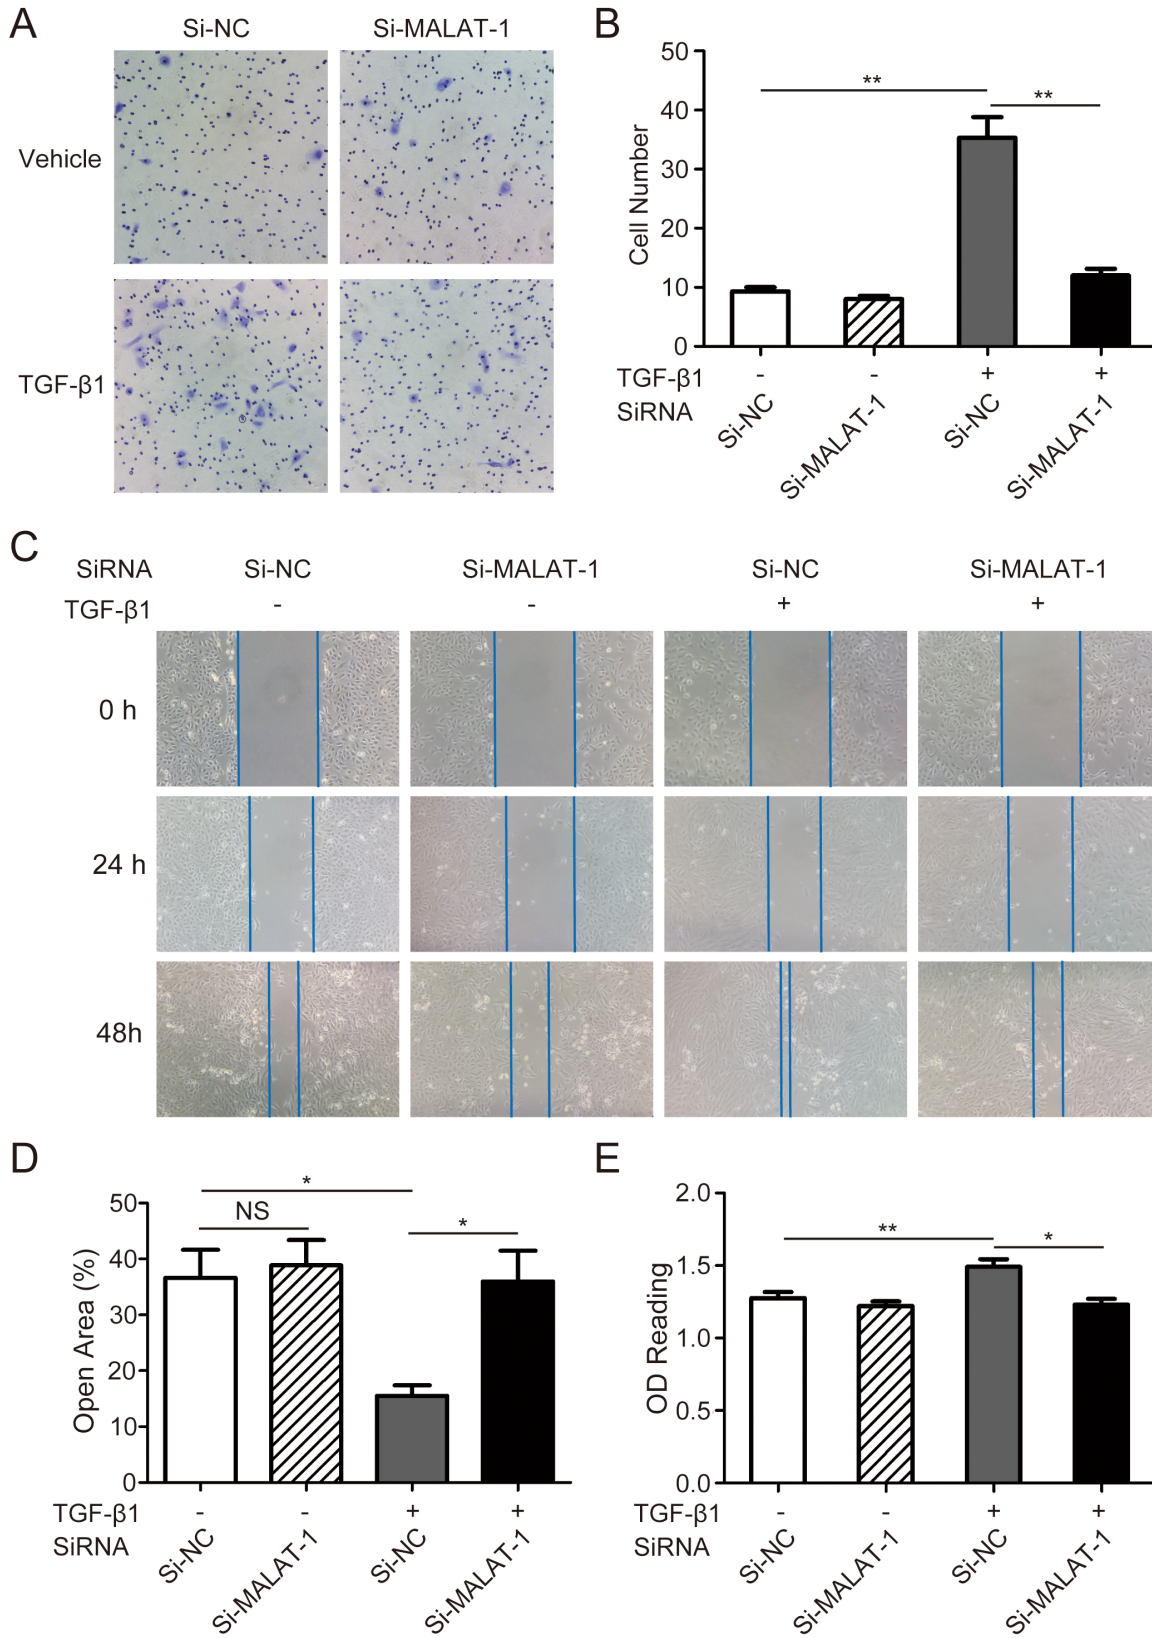 A
Si-NC
Si-MALAT-1
Vehicle
TGF-β1
B
Cell Number
50
40
30
20
10
0
**
**
TGF-β1 - - + +
SiRNA
Si-NC
Si-MALAT-1
Si-NC
Si-MALAT-1
C
SiRNA Si-NC Si-MALAT-1 Si-NC Si-MALAT-1
TGF-β1 - - + +
0 h
24 h
48h
D
Open Area (%)
50
40
30
20
10
0
*
NS
*
TGF-β1 - - + +
SiRNA
Si-NC
Si-MALAT-1
Si-NC
Si-MALAT-1
E
OD Reading
2.0
1.5
1.0
0.5
0.0
**
*
TGF-β1 - - + +
SiRNA
Si-NC
Si-MALAT-1
Si-NC
Si-MALAT-1